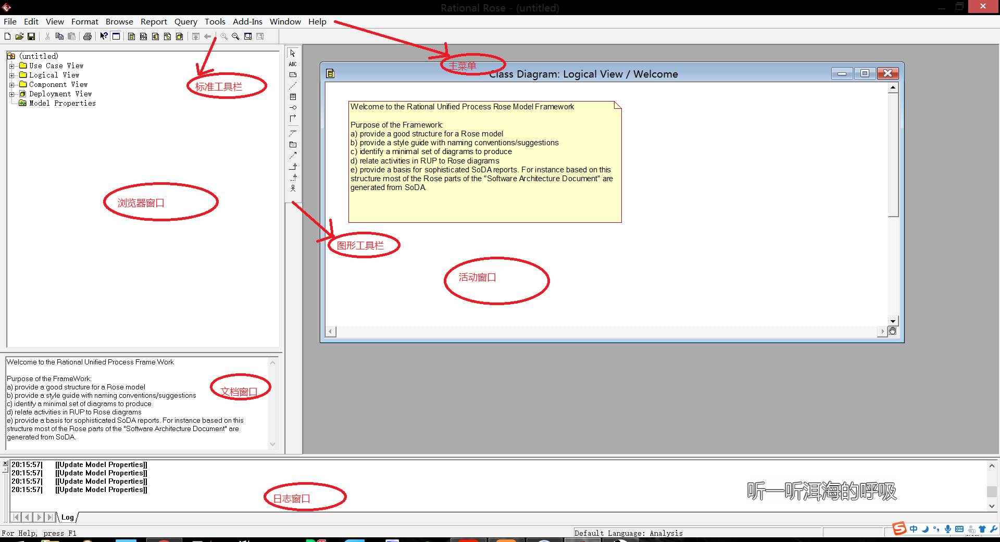 Rational Rose - (untitled)
File Edit View Format Browse Report Query Tools Add-Ins Window Help
(untitled)
Use Case View
Logical View
Component View
Deployment View
Model Properties
标准工具栏
浏览器窗口
ABC
主菜单
Class Diagram: Logical View / Welcome
Welcome to the Rational Unified Process Rose Model Framework
Purpose of the Framework:
a) provide a good structure for a Rose model
b) provide a style guide with naming conventions/suggestions
c) identify a minimal set of diagrams to produce
d) relate activities in RUP to Rose diagrams
e) provide a basis for sophisticated SoDA reports. For instance based on this
structure most of the Rose parts of the "Software Architecture Document" are
generated from SoDA.
图形工具栏
活动窗口
Welcome to the Rational Unified Process Frame Work
Purpose of the FrameWork:
a) provide a good structure for a Rose model
b) provide a style guide with naming conventions/suggestions
c) identify a minimal set of diagrams to produce
d) relate activities in RUP to Rose diagrams
e) provide a basis for sophisticated SoDA reports. For instance based on this
structure most of the Rose parts of the "Software Architecture Document" are
generated from SoDA.
文档窗口
20:15:57| [[Update Model Properties]]
20:15:57| [[Update Model Properties]]
20:15:57| [[Update Model Properties]]
20:15:57| [[Update Model Properties]]
日志窗口
听一听洱海的呼吸
Log
For Help, press F1
Default Language: Analysis
中